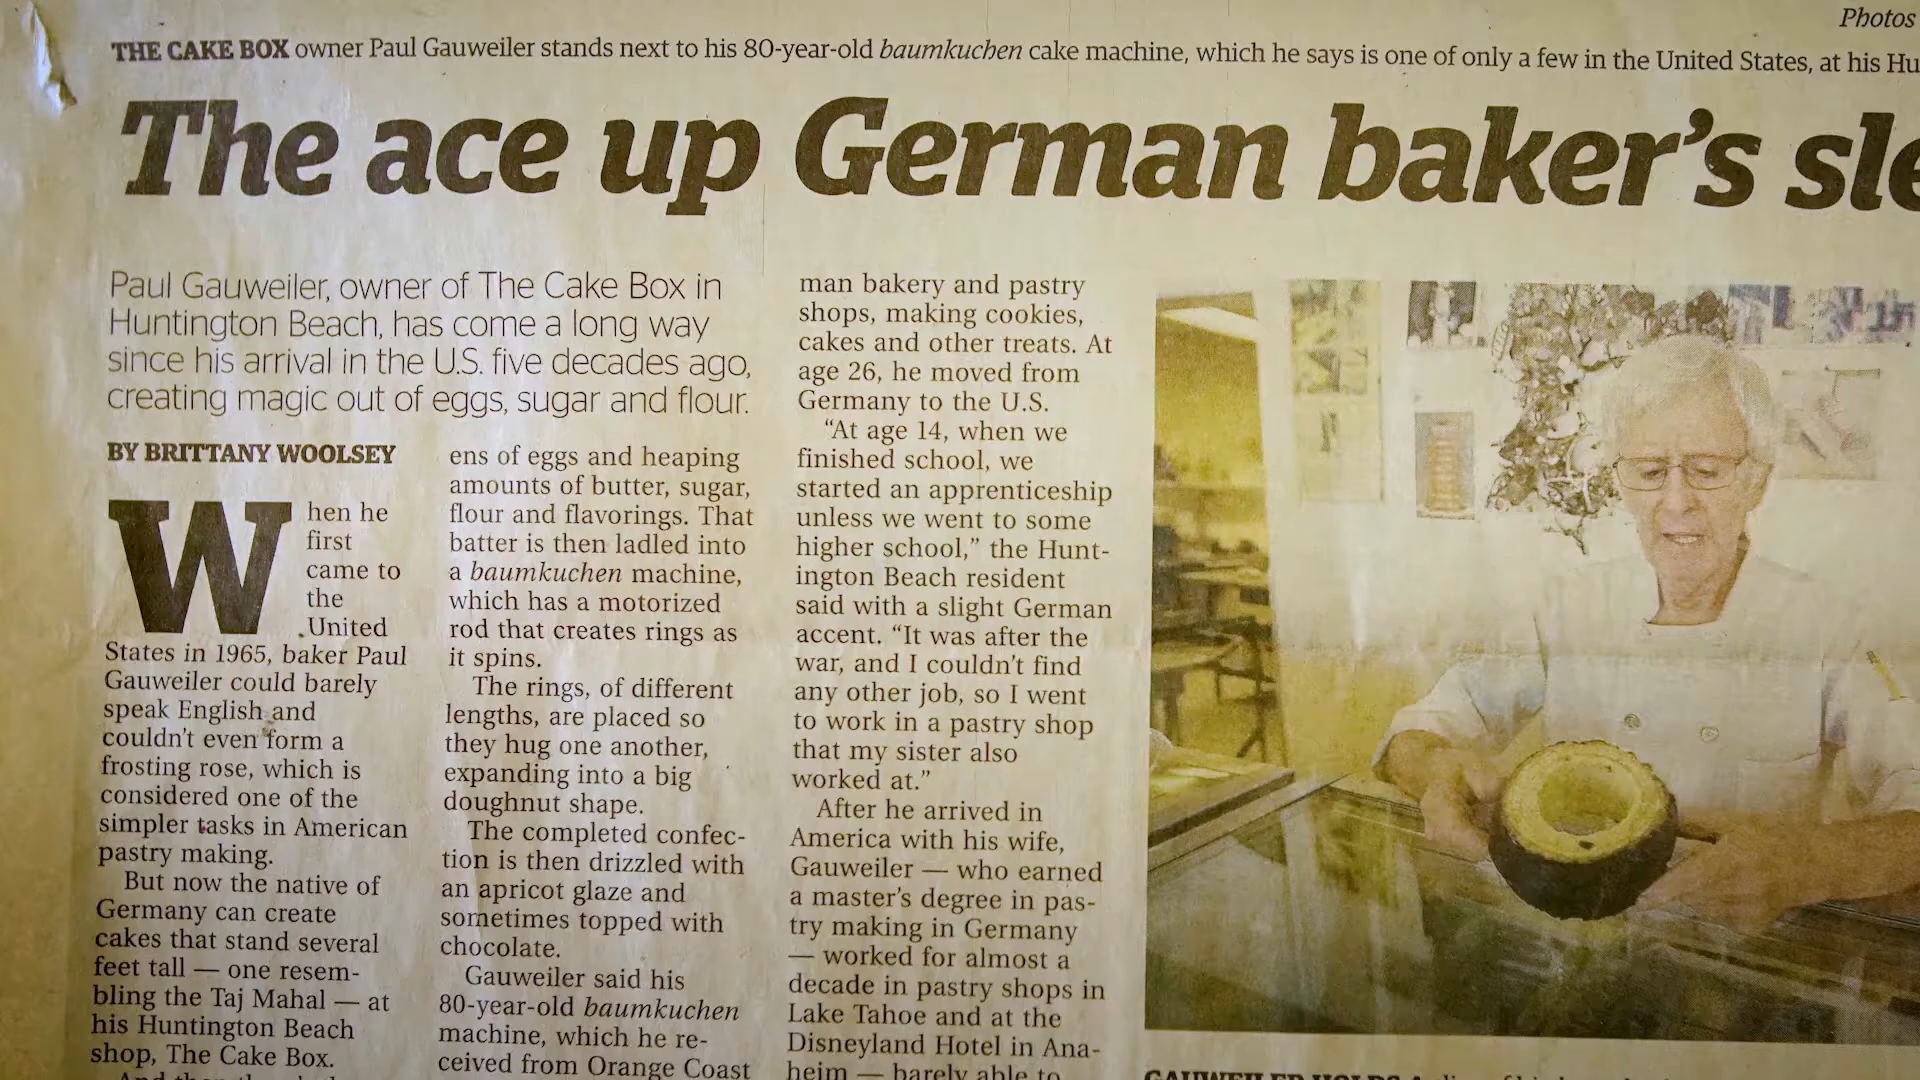 Photos
THE CAKE BOX owner Paul Gauweiler stands next to his 80-year-old baumkuchen cake machine, which he says is one of only a few in the United States, at his Hu
The ace up German baker's sle
Paul Gauweiler, owner of The Cake Box in
Huntington Beach, has come a long way
since his arrival in the U.S. five decades ago,
creating magic out of eggs, sugar and flour.
BY BRITTANY WOOLSEY
When he
first
came to
the
United
States in 1965, baker Paul
Gauweiler could barely
speak English and
couldn't even form a
frosting rose, which is
considered one of the
simpler tasks in American
pastry making.
But now the native of
Germany can create
cakes that stand several
feet tall — one resem-
bling the Taj Mahal — at
his Huntington Beach
shop, The Cake Box.
ens of eggs and heaping
amounts of butter, sugar,
flour and flavorings. That
batter is then ladled into
a baumkuchen machine,
which has a motorized
rod that creates rings as
it spins.
The rings, of different
lengths, are placed so
they hug one another,
expanding into a big
doughnut shape.
The completed confec-
tion is then drizzled with
an apricot glaze and
sometimes topped with
chocolate.
Gauweiler said his
80-year-old baumkuchen
machine, which he re-
ceived from Orange Coast
man bakery and pastry
shops, making cookies,
cakes and other treats. At
age 26, he moved from
Germany to the U.S.
"At age 14, when we
finished school, we
started an apprenticeship
unless we went to some
higher school," the Hunt-
ington Beach resident
said with a slight German
accent. "It was after the
war, and I couldn't find
any other job, so I went
to work in a pastry shop
that my sister also
worked at."
After he arrived in
America with his wife,
Gauweiler — who earned
a master's degree in pas-
try making in Germany
— worked for almost a
decade in pastry shops in
Lake Tahoe and at the
Disneyland Hotel in Ana-
heim — barely able to
GAUWEILER HOLDS